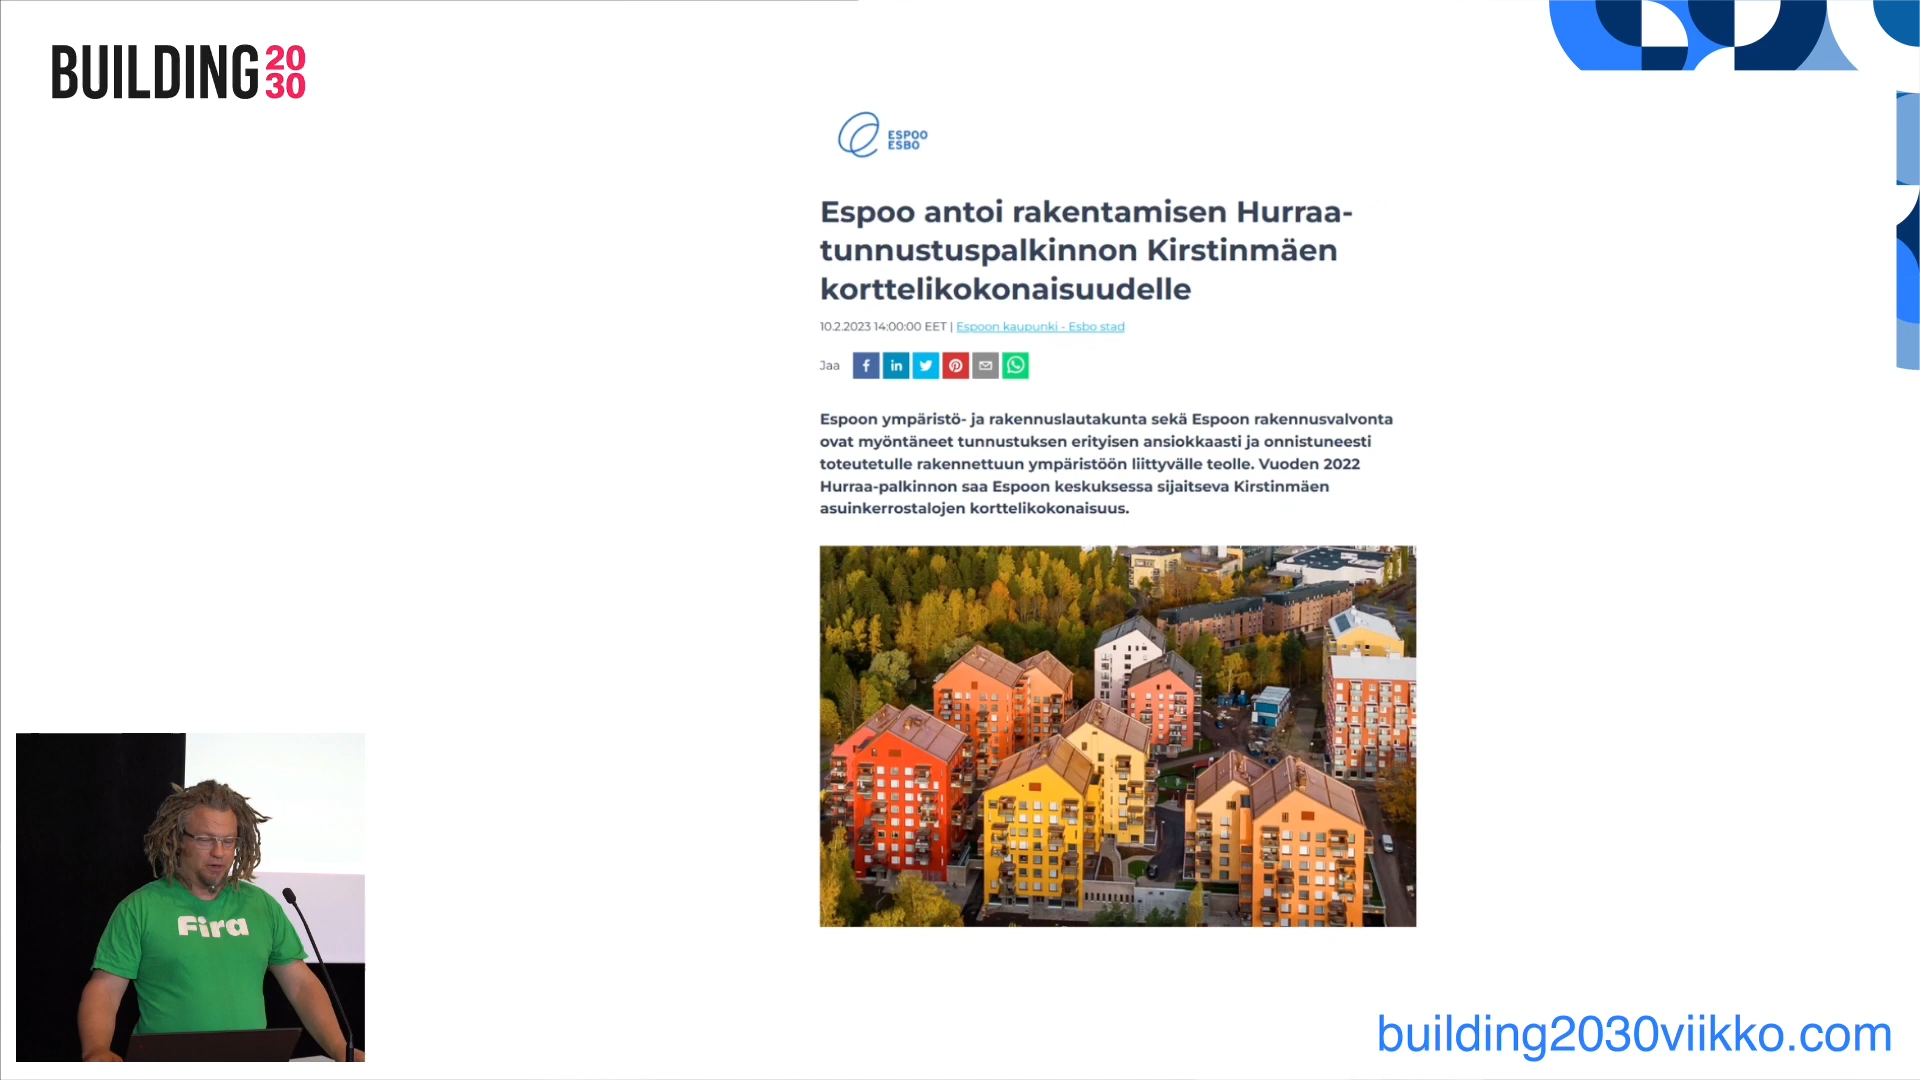 BUILDING 2030
ESPOO
ESBO
Espoo antoi rakentamisen Hurraa-
tunnustuspalkinnon Kirstinmäen
korttelikokonaisuudelle
10.2.2023 14:00:00 EET | Espoon kaupunki - Esbo stad
Jaa
Espoon ympäristö- ja rakennuslautakunta sekä Espoon rakennusvalvonta
ovat myöntäneet tunnustuksen erityisen ansiokkaasti ja onnistuneesti
toteutetulle rakennettuun ympäristöön liittyvälle teolle. Vuoden 2022
Hurraa-palkinnon saa Espoon keskuksessa sijaitseva Kirstinmäen
asuinkerrostalojen korttelikokonaisuus.
Fira
building2030viikko.com